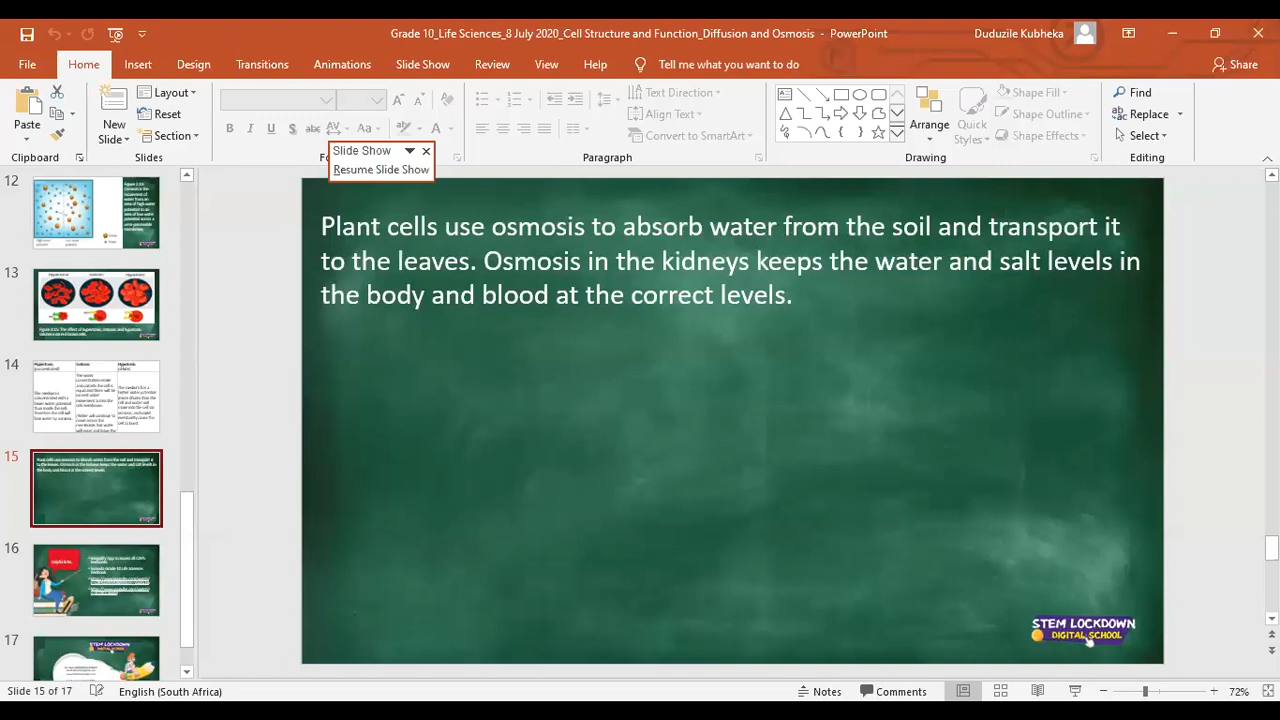 Grade 10_Life Sciences_8 July 2020_Cell Structure and Function_Diffusion and Osmosis - PowerPoint
Duduzile Kubheka
File Home Insert Design Transitions Animations Slide Show Review View Help Tell me what you want to do Share
Paste
Clipboard
New Slide
Layout
Reset
Section
Slides
B I U S abc AV Aa A
Text Direction
Align Text
Convert to SmartArt
Paragraph
Arrange
Quick Styles
Shape Fill
Shape Outline
Shape Effects
Drawing
Find
Replace
Select
Editing
Slide Show
Resume Slide Show
12
13
14
15
16
17
Plant cells use osmosis to absorb water from the soil and transport it
to the leaves. Osmosis in the kidneys keeps the water and salt levels in
the body and blood at the correct levels.
STEM LOCKDOWN
DIGITAL SCHOOL
Slide 15 of 17
English (South Africa)
Notes
Comments
72%